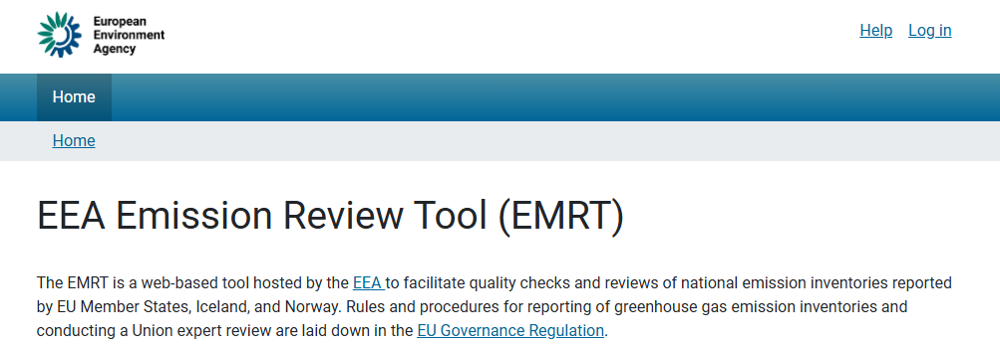 European
Environment
Agency
Help Log in
Home
Home
EEA Emission Review Tool (EMRT)
The EMRT is a web-based tool hosted by the EEA to facilitate quality checks and reviews of national emission inventories reported
by EU Member States, Iceland, and Norway. Rules and procedures for reporting of greenhouse gas emission inventories and
conducting a Union expert review are laid down in the EU Governance Regulation.